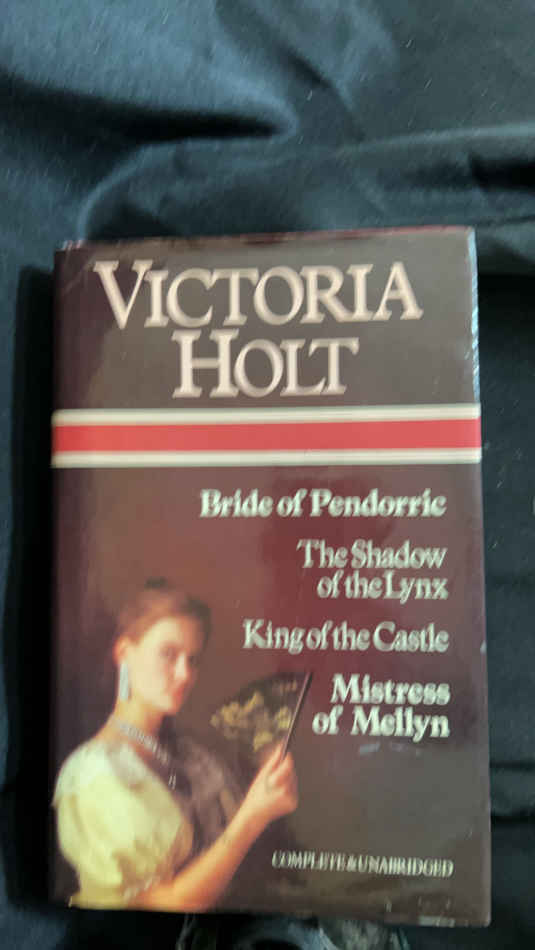 VICTORIA
HOLT
Bride of Pendorric
The Shadow
of the Lynx
King of the Castle
Mistress
of Mellyn
COMPLETE & UNABRIDGED